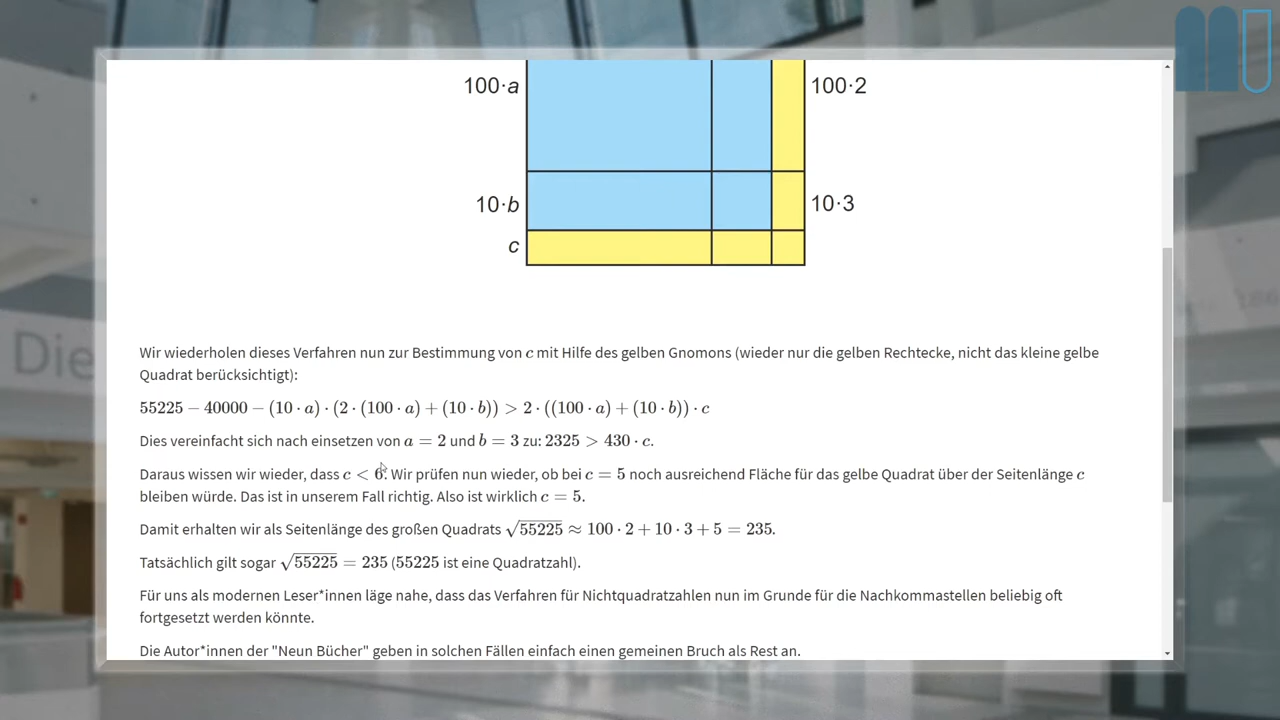 100·a 100·2
10·b 10·3
c
Wir wiederholen dieses Verfahren nun zur Bestimmung von c mit Hilfe des gelben Gnomons (wieder nur die gelben Rechtecke, nicht das kleine gelbe
Quadrat berücksichtigt):
55225 − 40000 − (10 · a) · (2 · (100 · a) + (10 · b)) > 2 · ((100 · a) + (10 · b)) · c
Dies vereinfacht sich nach einsetzen von a = 2 und b = 3 zu: 2325 > 430 · c.
Daraus wissen wir wieder, dass c < 6. Wir prüfen nun wieder, ob bei c = 5 noch ausreichend Fläche für das gelbe Quadrat über der Seitenlänge c
bleiben würde. Das ist in unserem Fall richtig. Also ist wirklich c = 5.
Damit erhalten wir als Seitenlänge des großen Quadrats √55225 ≈ 100 · 2 + 10 · 3 + 5 = 235.
Tatsächlich gilt sogar √55225 = 235 (55225 ist eine Quadratzahl).
Für uns als modernen Leser*innen läge nahe, dass das Verfahren für Nichtquadratzahlen nun im Grunde für die Nachkommastellen beliebig oft
fortgesetzt werden könnte.
Die Autor*innen der "Neun Bücher" geben in solchen Fällen einfach einen gemeinen Bruch als Rest an.
Die